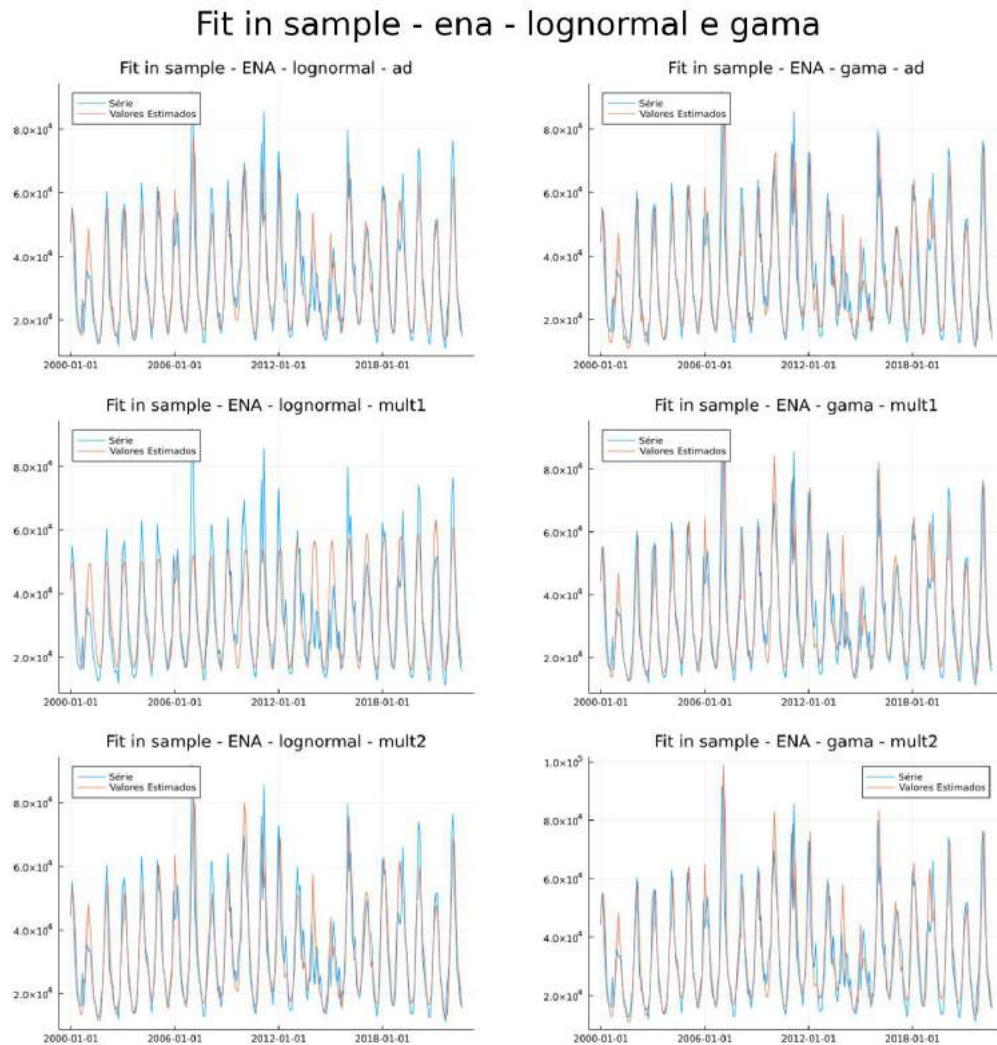 Fit in sample - ena - lognormal e gama
Fit in sample - ENA - lognormal - ad
Série
Valores Estimados
8.0×10⁴
6.0×10⁴
4.0×10⁴
2.0×10⁴
2000-01-01 2006-01-01 2012-01-01 2018-01-01
Fit in sample - ENA - gama - ad
Série
Valores Estimados
8.0×10⁴
6.0×10⁴
4.0×10⁴
2.0×10⁴
2000-01-01 2006-01-01 2012-01-01 2018-01-01
Fit in sample - ENA - lognormal - mult1
Série
Valores Estimados
8.0×10⁴
6.0×10⁴
4.0×10⁴
2.0×10⁴
2000-01-01 2006-01-01 2012-01-01 2018-01-01
Fit in sample - ENA - gama - mult1
Série
Valores Estimados
8.0×10⁴
6.0×10⁴
4.0×10⁴
2.0×10⁴
2000-01-01 2006-01-01 2012-01-01 2018-01-01
Fit in sample - ENA - lognormal - mult2
Série
Valores Estimados
8.0×10⁴
6.0×10⁴
4.0×10⁴
2.0×10⁴
2000-01-01 2006-01-01 2012-01-01 2018-01-01
Fit in sample - ENA - gama - mult2
Série
Valores Estimados
1.0×10⁵
8.0×10⁴
6.0×10⁴
4.0×10⁴
2.0×10⁴
2000-01-01 2006-01-01 2012-01-01 2018-01-01